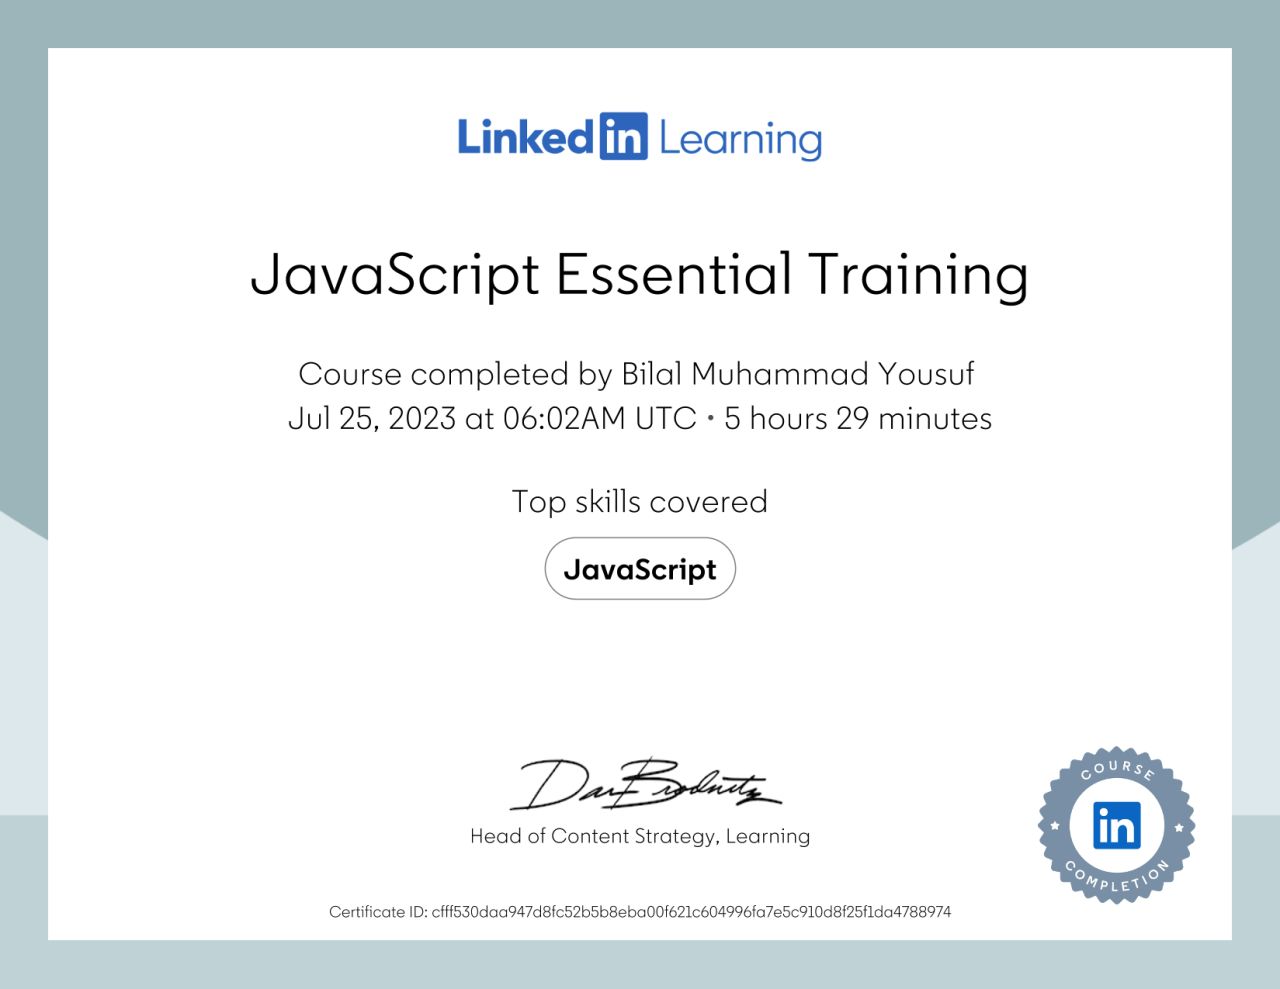 Linked in Learning
JavaScript Essential Training
Course completed by Bilal Muhammad Yousuf
Jul 25, 2023 at 06:02AM UTC • 5 hours 29 minutes
Top skills covered
JavaScript
Dan Brodnitz
Head of Content Strategy, Learning
COURSE
in
COMPLETION
Certificate ID: cfff530daa947d8fc52b5b8eba00f621c604996fa7e5c910d8f25f1da4788974